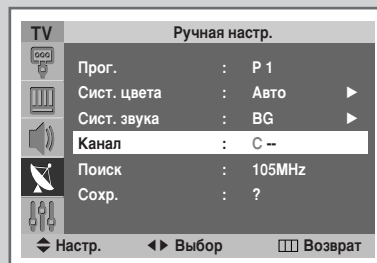 TV Ручная настр.
Прог. : P 1
Сист. цвета : Авто ▶
Сист. звука : BG ▶
Канал : C --
Поиск : 105MHz
Сохр. : ?
Настр. Выбор Возврат